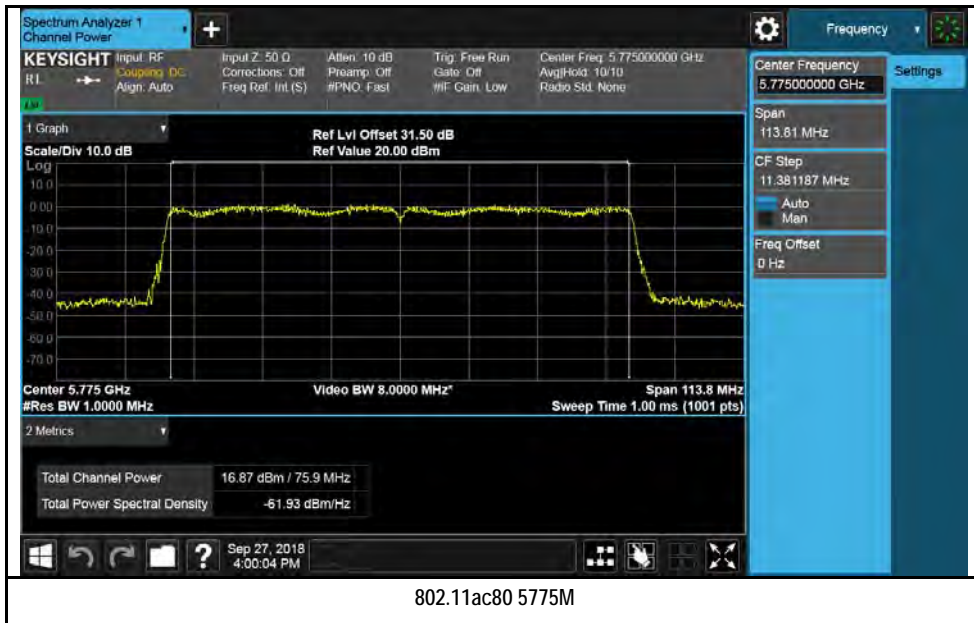 Spectrum Analyzer 1
Channel Power
Frequency
KEYSIGHT
RL
Input: RF
Coupling: DC
Align: Auto
Input Z: 50 Ω
Corrections: Off
Freq Ref: Int (S)
Atten: 10 dB
Preamp: Off
#PNO: Fast
Trig: Free Run
Gate: Off
#IF Gain: Low
Center Freq: 5.775000000 GHz
Avg|Hold: 10/10
Radio Std: None
Center Frequency
5.775000000 GHz
Settings
Span
113.81 MHz
CF Step
11.381187 MHz
Auto
Man
Freq Offset
0 Hz
1 Graph
Scale/Div 10.0 dB
Ref Lvl Offset 31.50 dB
Ref Value 20.00 dBm
Log
10.0
0.00
-10.0
-20.0
-30.0
-40.0
-50.0
-60.0
-70.0
Center 5.775 GHz
#Res BW 1.0000 MHz
Video BW 8.0000 MHz*
Span 113.8 MHz
Sweep Time 1.00 ms (1001 pts)
2 Metrics
Total Channel Power 16.87 dBm / 75.9 MHz
Total Power Spectral Density -61.93 dBm/Hz
?
Sep 27, 2018
4:00:04 PM
802.11ac80 5775M